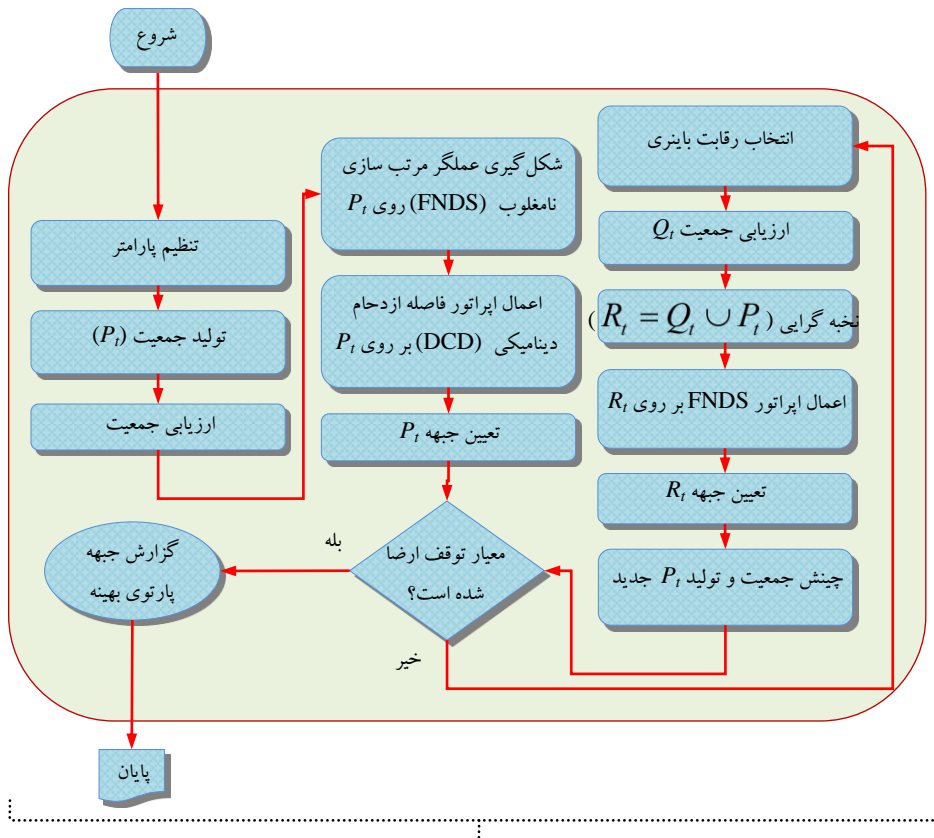 شروع
تنظیم پارامتر
تولید جمعیت (P_t)
ارزیابی جمعیت
شکل گیری عملگر مرتب سازی
نامغلوب (FNDS) روی P_t
اعمال اپراتور فاصله ازدحام
دینامیکی (DCD) بر روی P_t
تعیین جبهه P_t
معیار توقف ارضا
شده است؟
بله
خیر
گزارش جبهه
پارتوی بهینه
پایان
انتخاب رقابت باینری
ارزیابی جمعیت Q_t
نخبه گرایی (R_t = Q_t ∪ P_t)
اعمال اپراتور FNDS بر روی R_t
تعیین جبهه R_t
چینش جمعیت و تولید P_t جدید